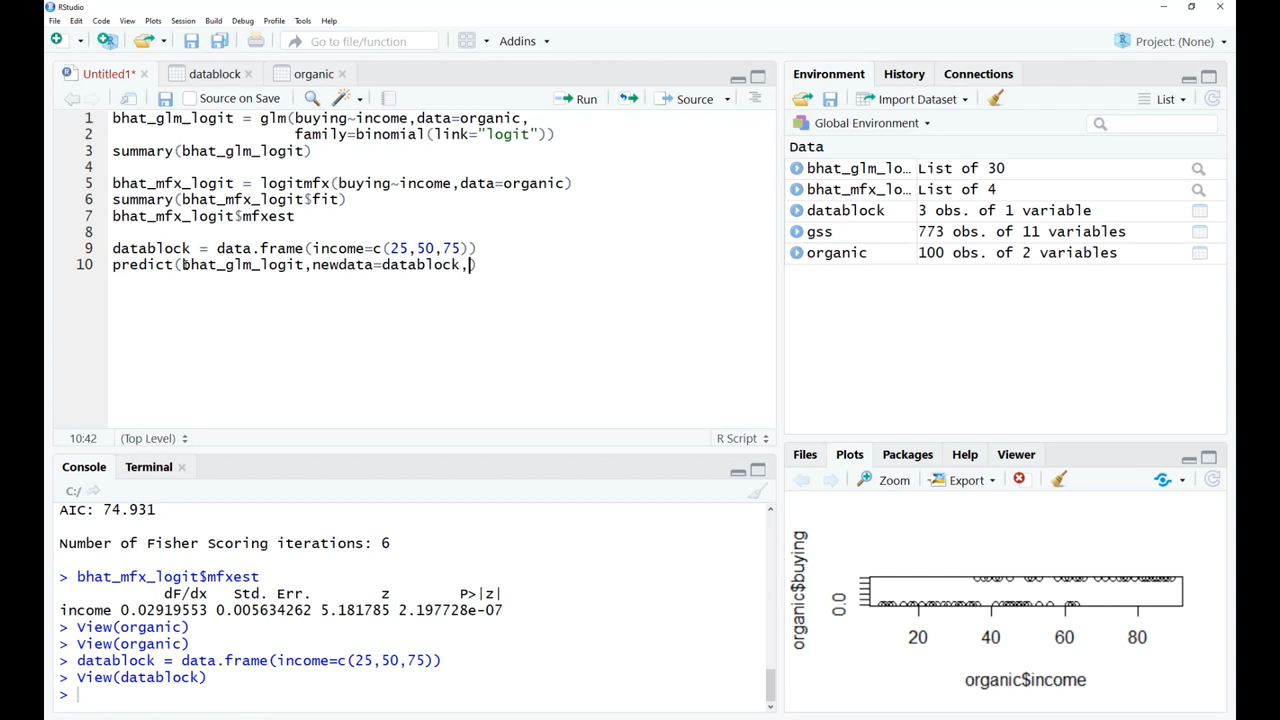 RStudio
File Edit Code View Plots Session Build Debug Profile Tools Help
Go to file/function Addins Project: (None)
Untitled1* datablock organic
Source on Save Run Source
1 bhat_glm_logit = glm(buying~income,data=organic,
2 family=binomial(link="logit"))
3 summary(bhat_glm_logit)
4
5 bhat_mfx_logit = logitmfx(buying~income,data=organic)
6 summary(bhat_mfx_logit$fit)
7 bhat_mfx_logit$mfxest
8
9 datablock = data.frame(income=c(25,50,75))
10 predict(bhat_glm_logit,newdata=datablock,)
10:42 (Top Level) R Script
Console Terminal
C:/
AIC: 74.931
Number of Fisher Scoring iterations: 6
> bhat_mfx_logit$mfxest
dF/dx Std. Err. z P>|z|
income 0.02919553 0.005634262 5.181785 2.197728e-07
> View(organic)
> View(organic)
> datablock = data.frame(income=c(25,50,75))
> View(datablock)
>
Environment History Connections
Import Dataset List
Global Environment
Data
bhat_glm_lo... List of 30
bhat_mfx_lo... List of 4
datablock 3 obs. of 1 variable
gss 773 obs. of 11 variables
organic 100 obs. of 2 variables
Files Plots Packages Help Viewer
Zoom Export
organic$buying
0.0
20 40 60 80
organic$income